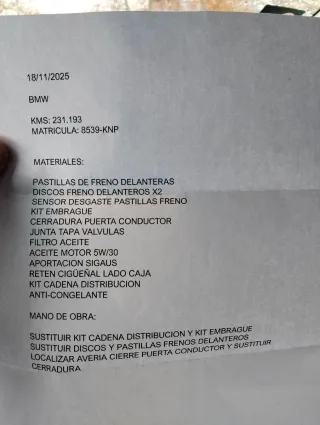 18/11/2025
BMW
KMS: 231.193
MATRICULA: 8539-KNP
MATERIALES:
PASTILLAS DE FRENO DELANTERAS
DISCOS FRENO DELANTEROS X2
SENSOR DESGASTE PASTILLAS FRENO
KIT EMBRAGUE
CERRADURA PUERTA CONDUCTOR
JUNTA TAPA VALVULAS
FILTRO ACEITE
ACEITE MOTOR 5W/30
APORTACION SIGAUS
RETEN CIGÜEÑAL LADO CAJA
KIT CADENA DISTRIBUCION
ANTI-CONGELANTE
MANO DE OBRA:
SUSTITUIR KIT CADENA DISTRIBUCION Y KIT EMBRAGUE
SUSTITUIR DISCOS Y PASTILLAS FRENOS DELANTEROS
LOCALIZAR AVERIA CIERRE PUERTA CONDUCTOR Y SUSTITUIR
CERRADURA